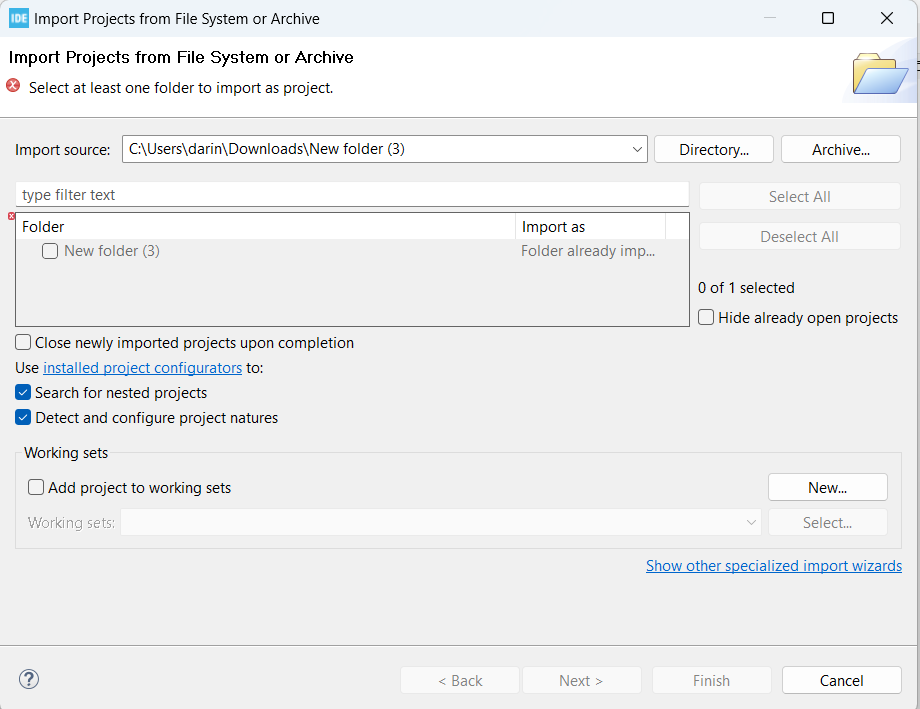 IDE Import Projects from File System or Archive
Import Projects from File System or Archive
Select at least one folder to import as project.
Import source: C:\Users\darin\Downloads\New folder (3) Directory... Archive...
type filter text Select All
Folder Import as
Deselect All
New folder (3) Folder already imp...
0 of 1 selected
Hide already open projects
Close newly imported projects upon completion
Use installed project configurators to:
Search for nested projects
Detect and configure project natures
Working sets
Add project to working sets New...
Working sets: Select...
Show other specialized import wizards
? < Back Next > Finish Cancel